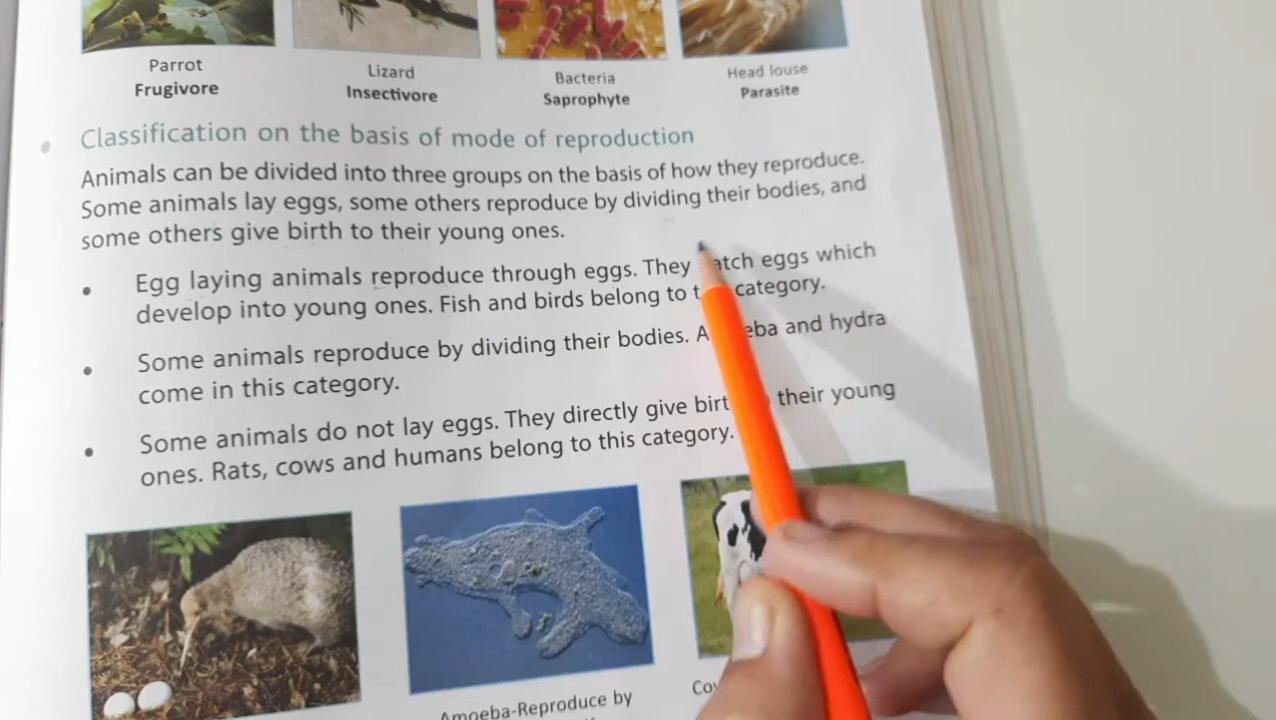 Parrot
Frugivore
Lizard
Insectivore
Bacteria
Saprophyte
Head louse
Parasite
Classification on the basis of mode of reproduction
Animals can be divided into three groups on the basis of how they reproduce.
Some animals lay eggs, some others reproduce by dividing their bodies, and
some others give birth to their young ones.
• Egg laying animals reproduce through eggs. They atch eggs which
develop into young ones. Fish and birds belong to category.
• Some animals reproduce by dividing their bodies. A eba and hydra
come in this category.
• Some animals do not lay eggs. They directly give birt their young
ones. Rats, cows and humans belong to this category.
Amoeba-Reproduce by